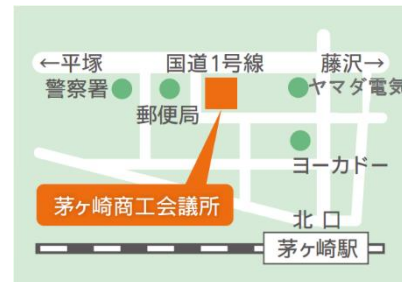 ←平塚 国道1号線 藤沢→
警察署 ヤマダ電気
郵便局
ヨーカドー
茅ヶ崎商工会議所
北口
茅ヶ崎駅